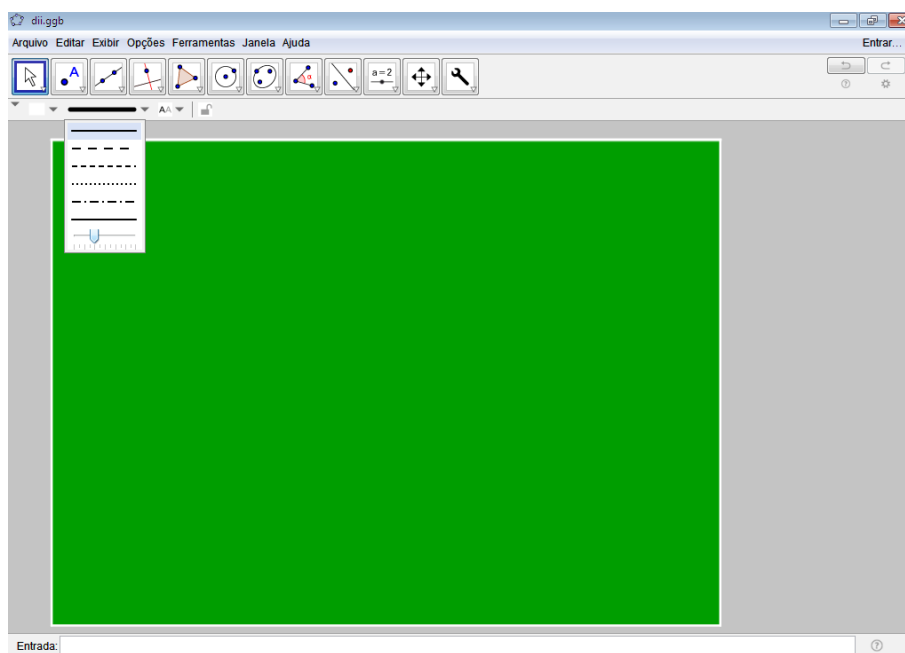 dii.ggb
Arquivo Editar Exibir Opções Ferramentas Janela Ajuda
Entrar...
A
α
a=2
AA
Entrada: